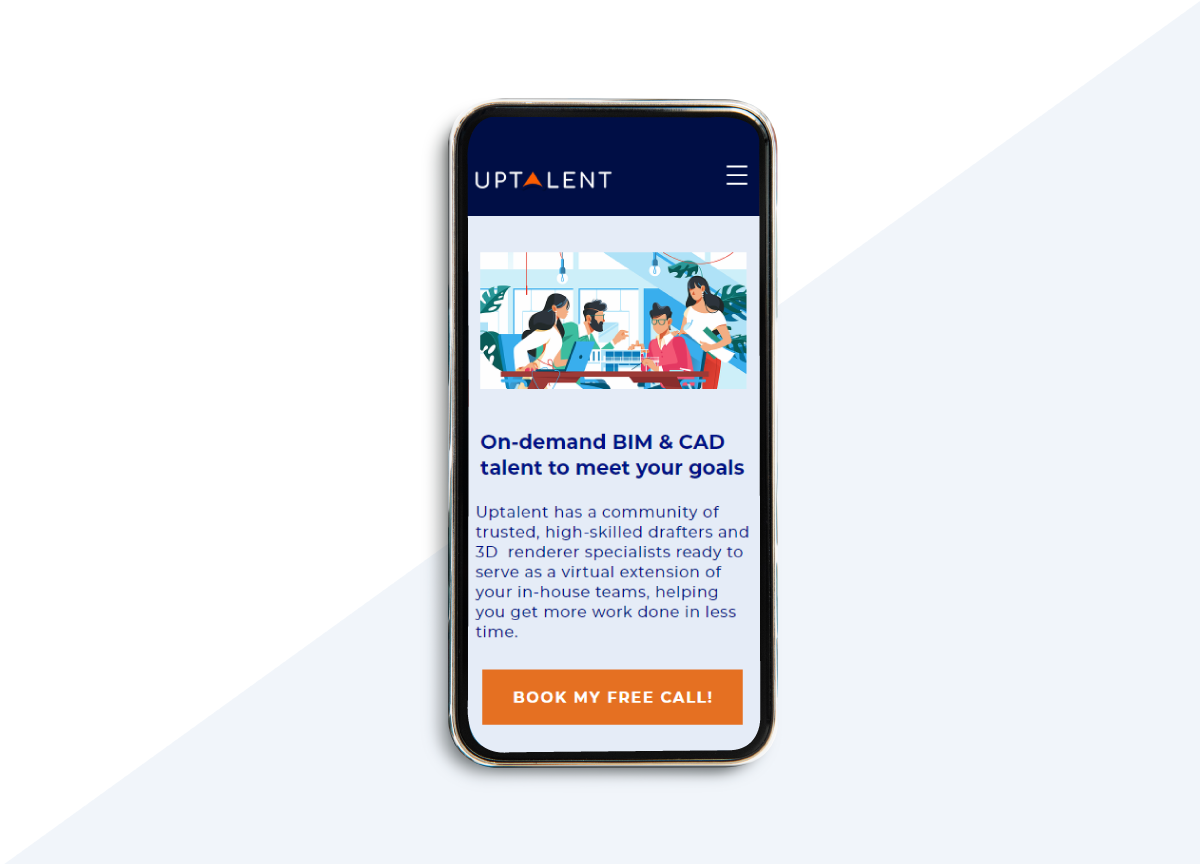 UPTALENT
On-demand BIM & CAD
talent to meet your goals
Uptalent has a community of
trusted, high-skilled drafters and
3D  renderer specialists ready to
serve as a virtual extension of
your in-house teams, helping
you get more work done in less
time.
BOOK MY FREE CALL!